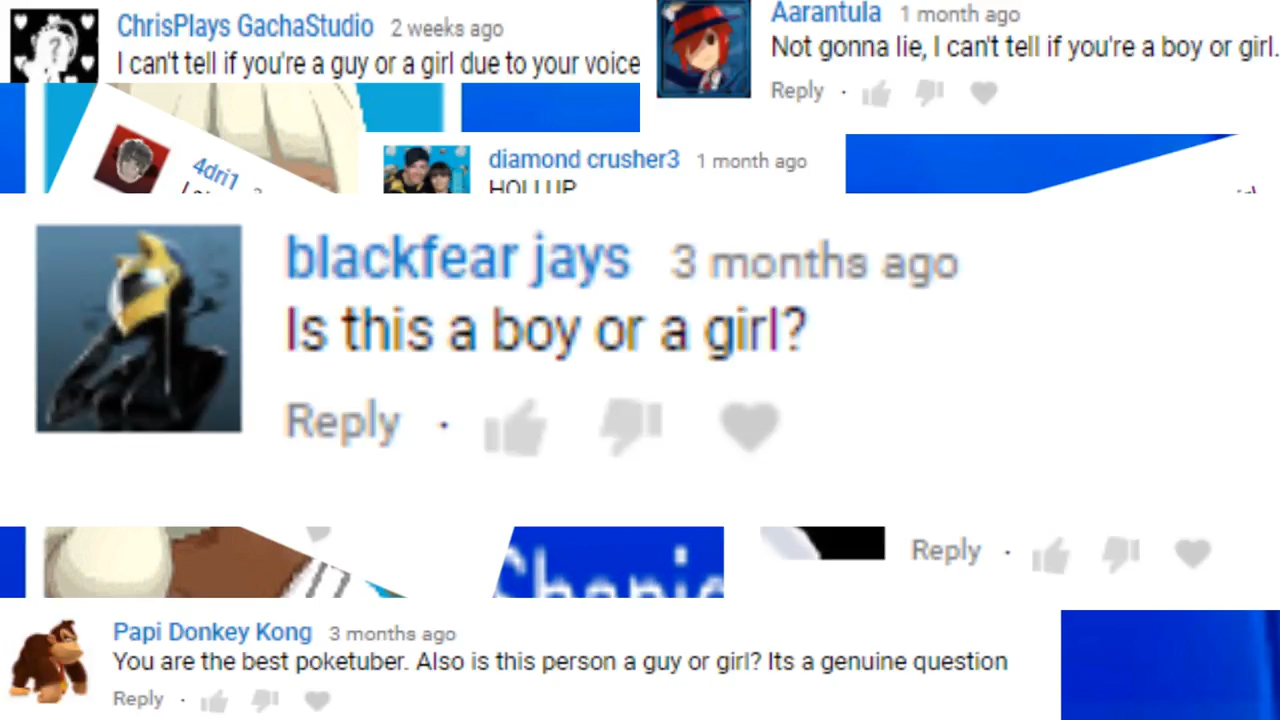 ChrisPlays GachaStudio 2 weeks ago
I can't tell if you're a guy or a girl due to your voice
Aarantula 1 month ago
Not gonna lie, I can't tell if you're a boy or girl.
Reply
4dri1
diamond crusher3 1 month ago
HOLLUP
blackfear jays 3 months ago
Is this a boy or a girl?
Reply
Reply
Papi Donkey Kong 3 months ago
You are the best poketuber. Also is this person a guy or girl? Its a genuine question
Reply